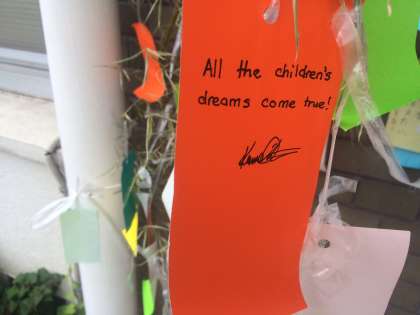 All the children's
dreams come true!